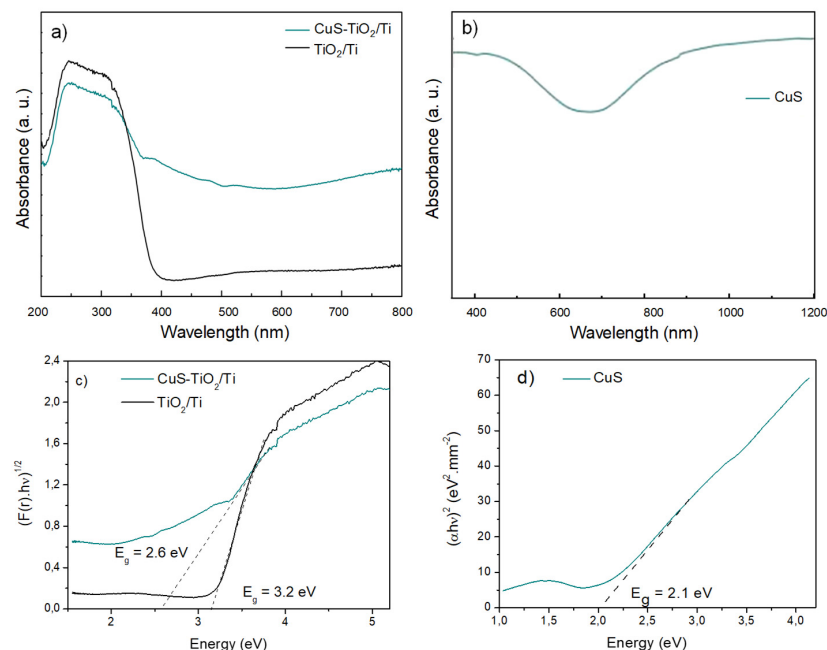 a)
CuS-TiO₂/Ti
TiO₂/Ti
Absorbance (a. u.)
200 300 400 500 600 700 800
Wavelength (nm)
b)
CuS
Absorbance (a. u.)
400 600 800 1000 1200
Wavelength (nm)
c)
CuS-TiO₂/Ti
TiO₂/Ti
(F(r).hν)^1/2
2,4
2,0
1,6
1,2
0,8
0,4
0,0
E_g = 2.6 eV
E_g = 3.2 eV
2 3 4 5
Energy (eV)
d)
CuS
(αhν)² (eV².mm⁻²)
70
60
50
40
30
20
10
0
E_g = 2.1 eV
1,0 1,5 2,0 2,5 3,0 3,5 4,0
Energy (eV)